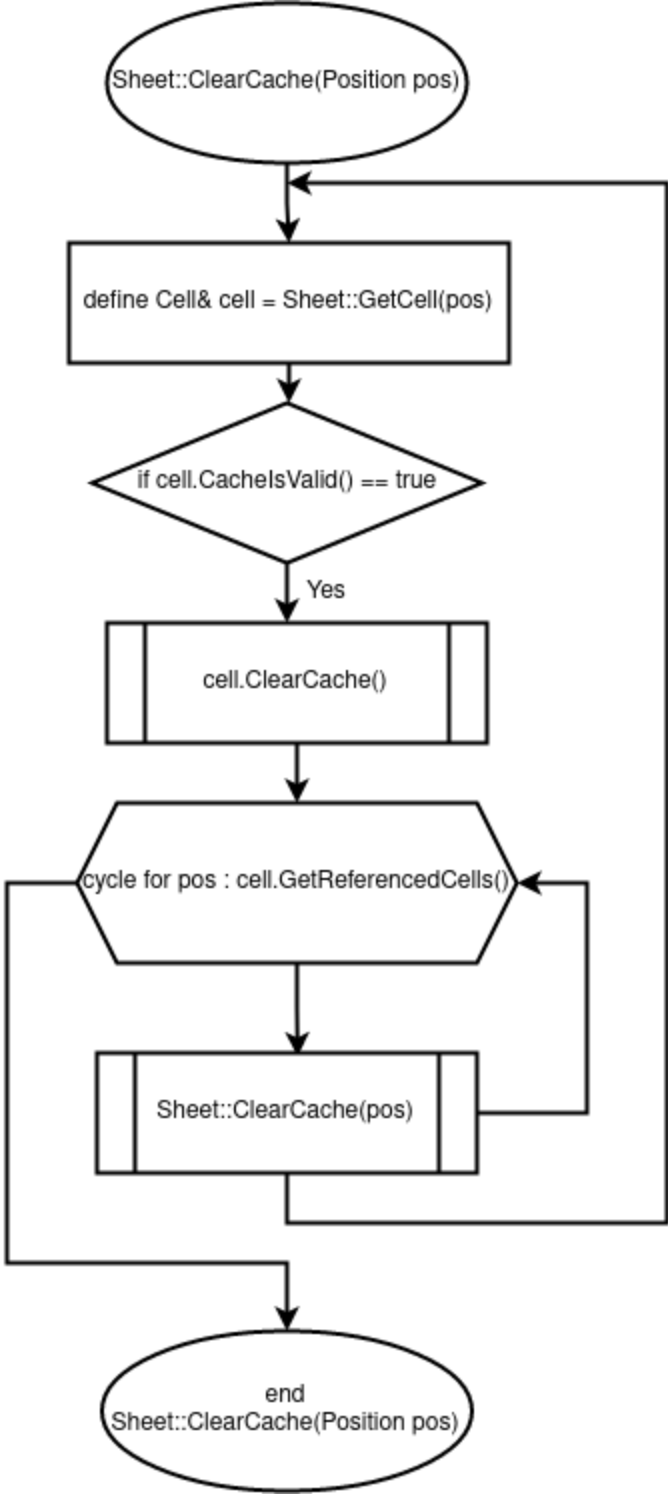 Sheet::ClearCache(Position pos)
define Cell& cell = Sheet::GetCell(pos)
if cell.CacheIsValid() == true
Yes
cell.ClearCache()
cycle for pos : cell.GetReferencedCells()
Sheet::ClearCache(pos)
end
Sheet::ClearCache(Position pos)